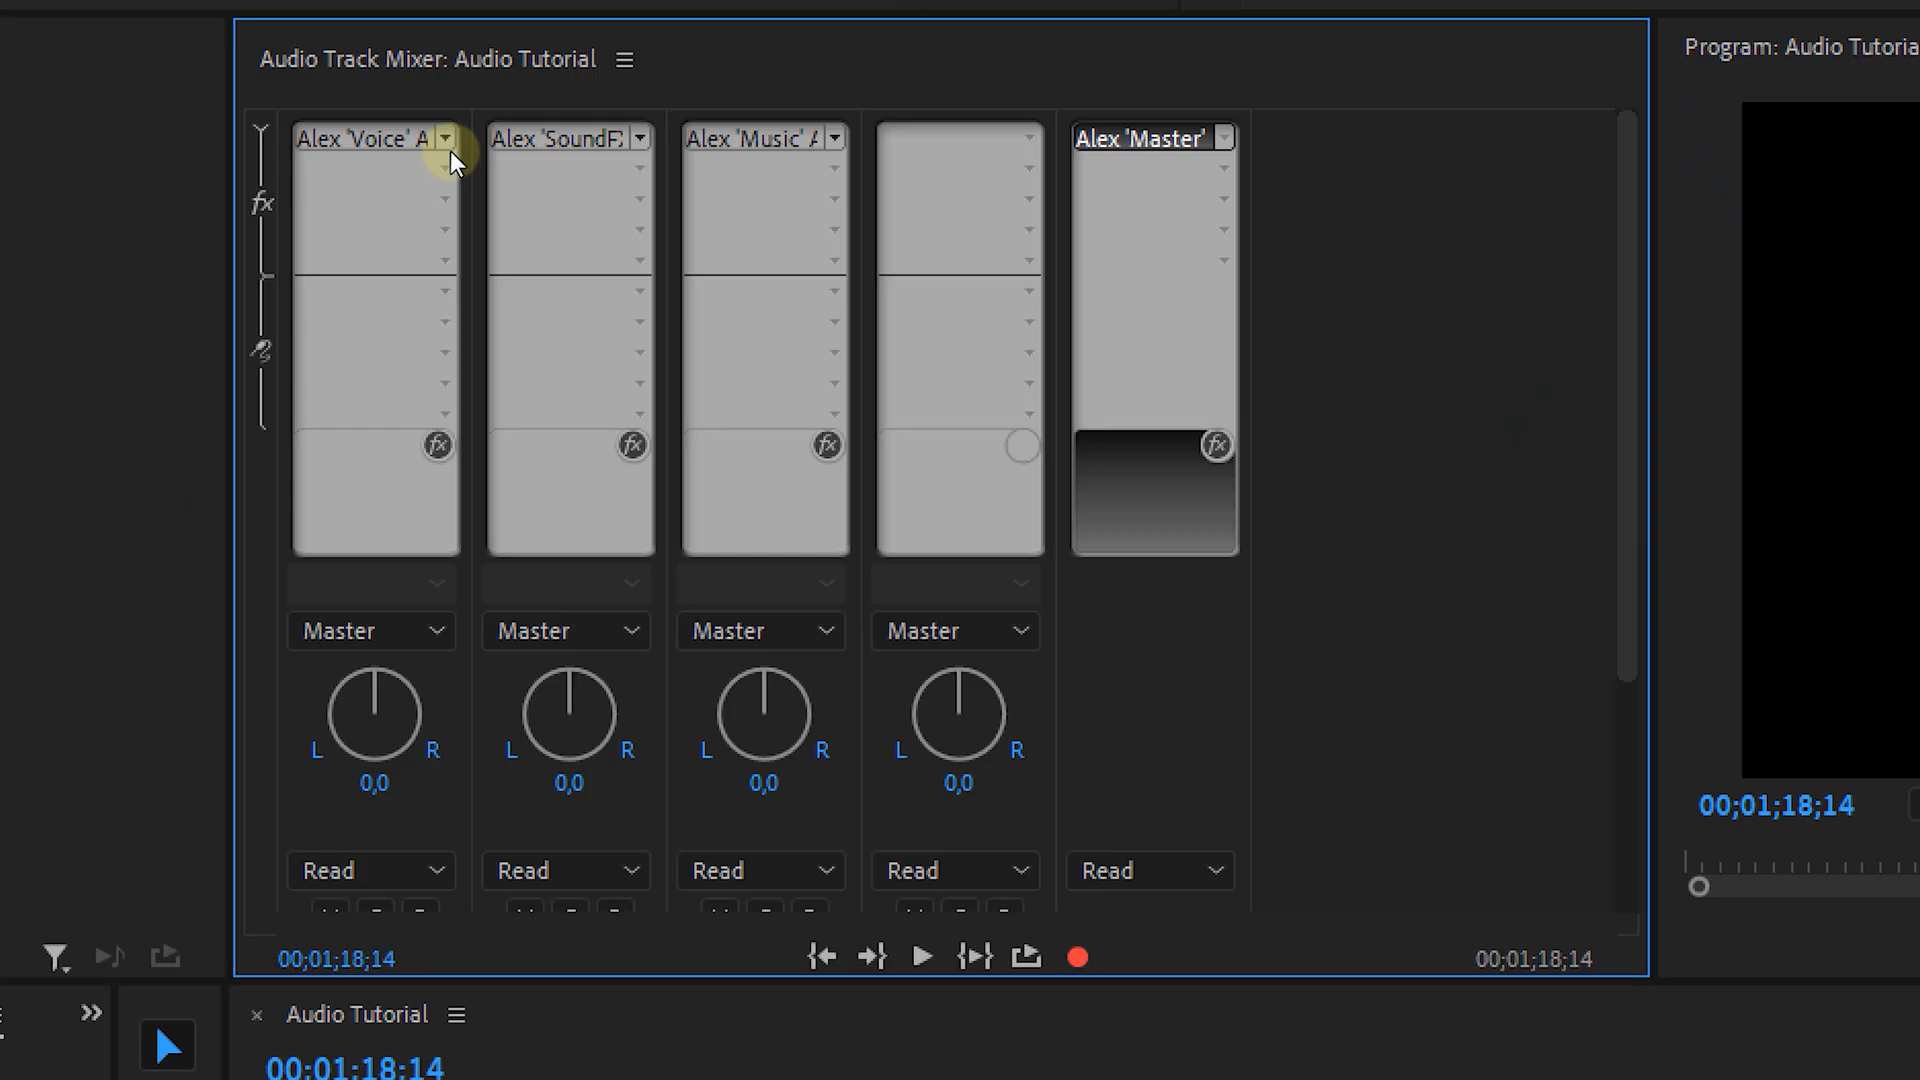 Audio Track Mixer: Audio Tutorial
Program: Audio Tutoria
Alex 'Voice' A
Alex 'SoundFX
Alex 'Music' A
Alex 'Master'
fx
fx
fx
fx
fx
Master
Master
Master
Master
L R
L R
L R
L R
0,0
0,0
0,0
0,0
00;01;18;14
Read
Read
Read
Read
Read
00;01;18;14
00;01;18;14
Audio Tutorial
00;01;18;14